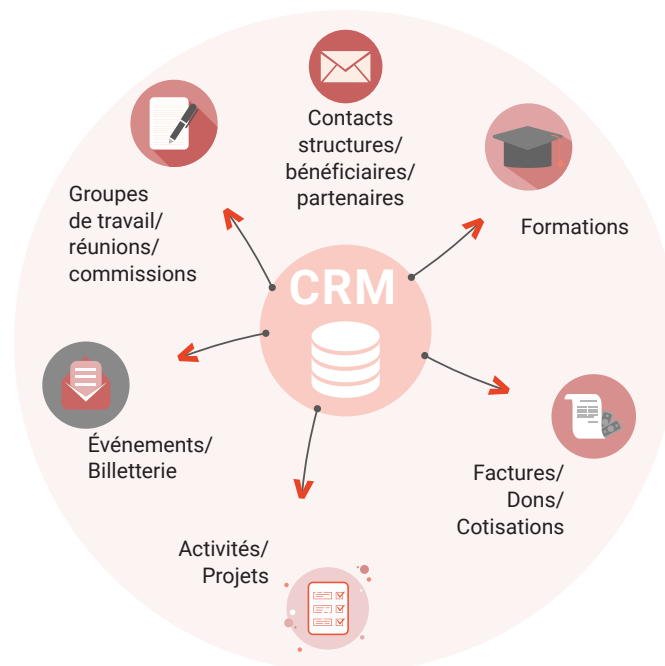 Contacts
structures/
bénéficiaires/
partenaires
Groupes
de travail/
réunions/
commissions
Formations
CRM
Événements/
Billetterie
Factures/
Dons/
Cotisations
Activités/
Projets